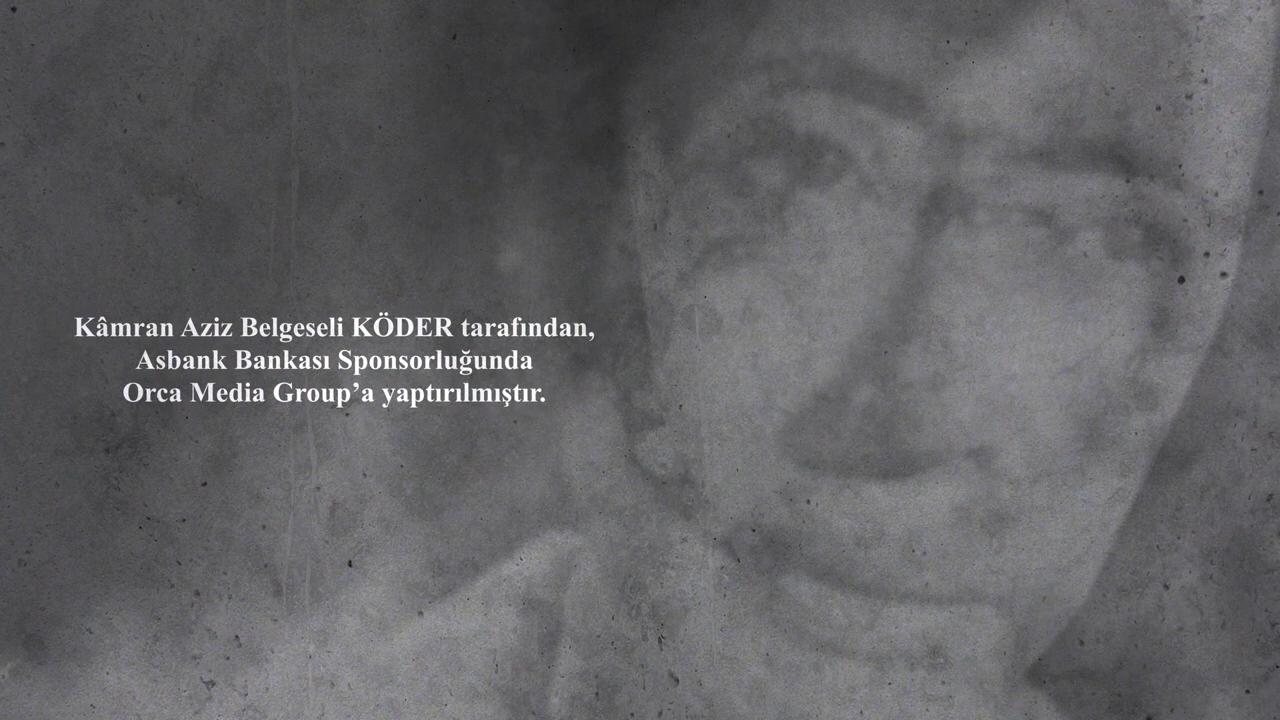 Kâmran Aziz Belgeseli KÖDER tarafından,
Asbank Bankası Sponsorluğunda
Orca Media Group’a yaptırılmıştır.